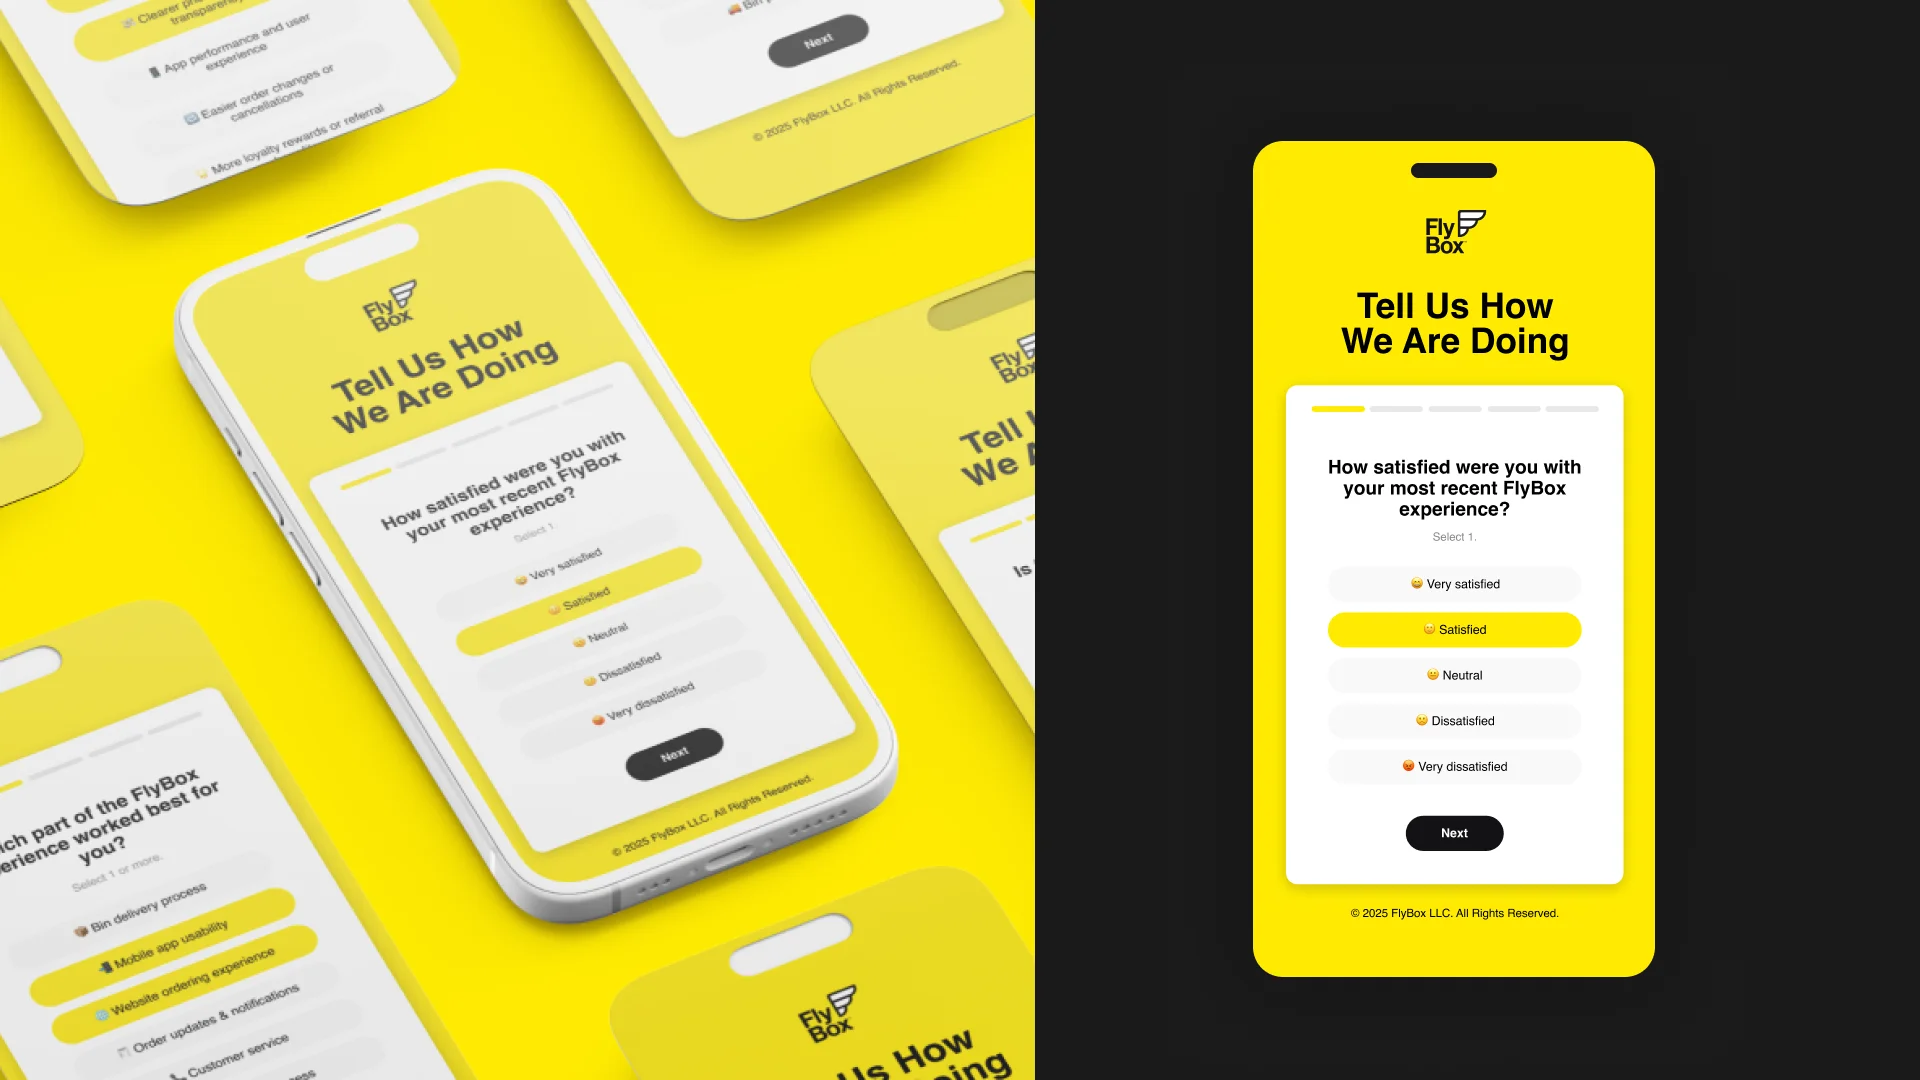 Clearer
transparency
App performance and user
experience
Easier order changes or
cancellations
More loyalty rewards or referral
Bin
Next
© 2025 FlyBox LLC. All Rights Reserved.
Fly
Box
Tell Us How
We Are Doing
How satisfied were you with
your most recent FlyBox
experience?
Select 1.
😄 Very satisfied
🙂 Satisfied
😐 Neutral
🙁 Dissatisfied
😡 Very dissatisfied
Next
© 2025 FlyBox LLC. All Rights Reserved.
Fly
Box
Tell
We
Is
part of the FlyBox
worked best for
you?
Select 1 or more.
📦 Bin delivery process
📲 Mobile app usability
🌐 Website ordering experience
Order updates & notifications
📞 Customer service
Fly
Box
Us How
Fly
Box
Tell Us How
We Are Doing
How satisfied were you with
your most recent FlyBox
experience?
Select 1.
😄 Very satisfied
🙂 Satisfied
😐 Neutral
🙁 Dissatisfied
😡 Very dissatisfied
Next
© 2025 FlyBox LLC. All Rights Reserved.